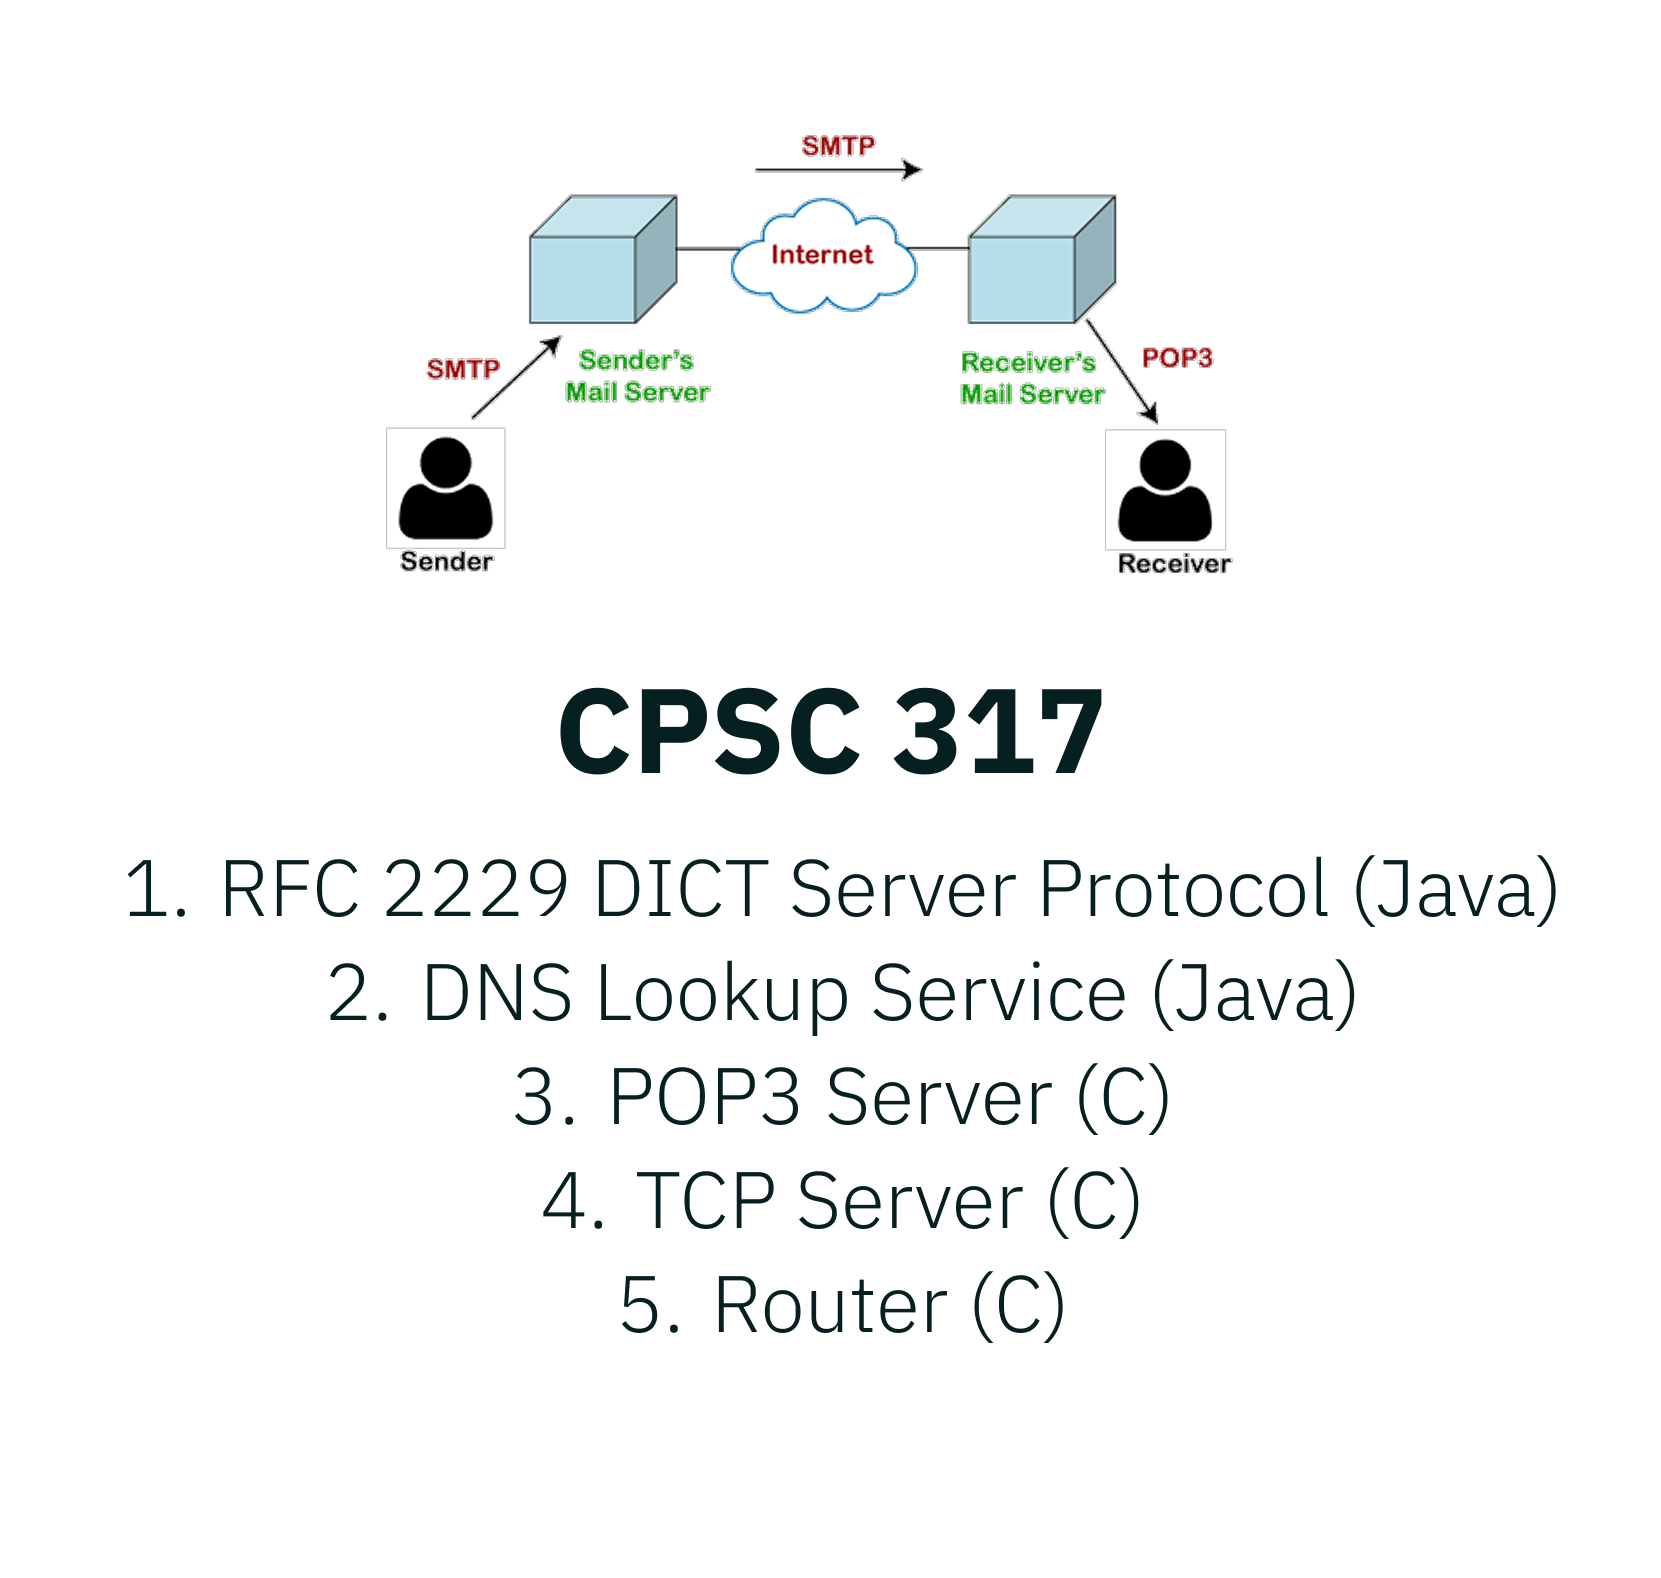 SMTP
Internet
SMTP
Sender's
Mail Server
Receiver's
Mail Server
POP3
Sender
Receiver
CPSC 317
1. RFC 2229 DICT Server Protocol (Java)
2. DNS Lookup Service (Java)
3. POP3 Server (C)
4. TCP Server (C)
5. Router (C)